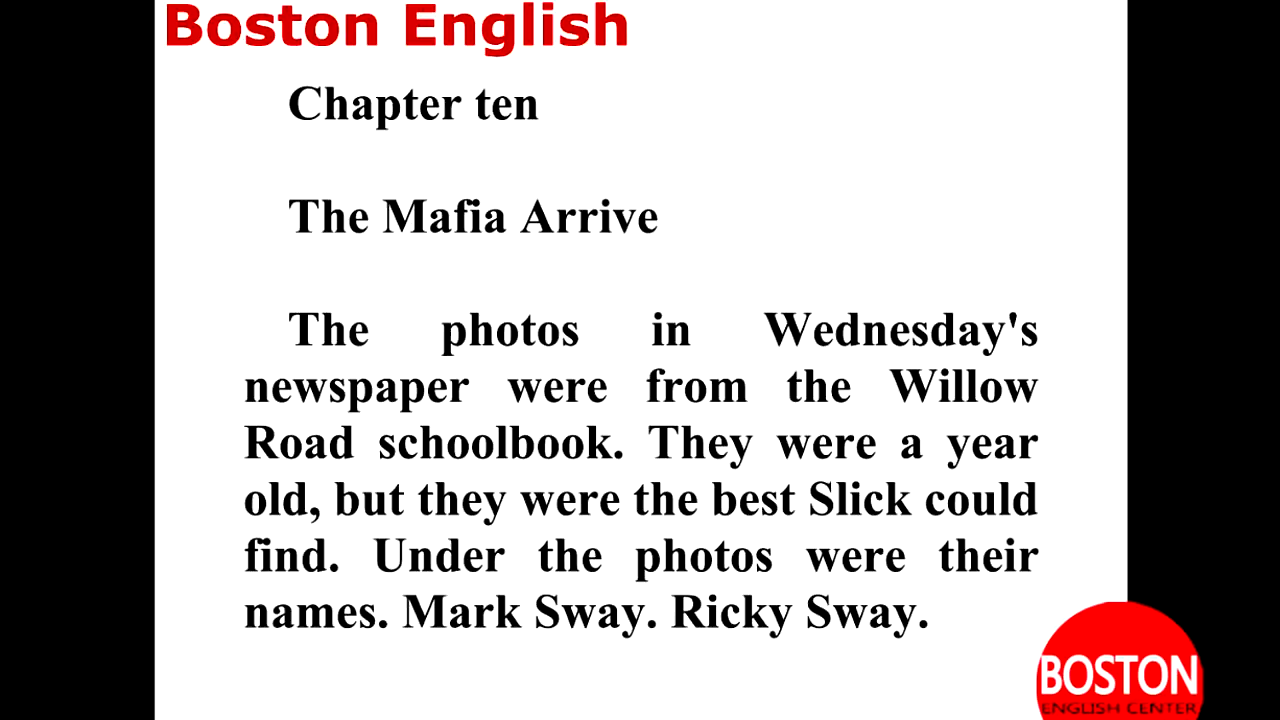 Boston English
Chapter ten
The Mafia Arrive
The photos in Wednesday's
newspaper were from the Willow
Road schoolbook. They were a year
old, but they were the best Slick could
find. Under the photos were their
names. Mark Sway. Ricky Sway.
BOSTON
ENGLISH CENTER